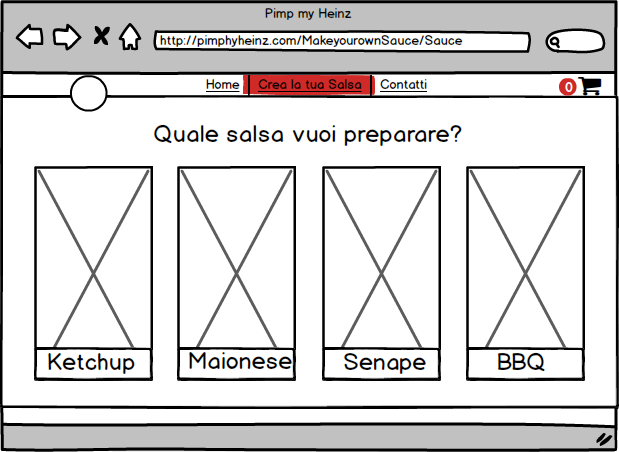 Pimp my Heinz
http://pimphyheinz.com/MakeyourownSauce/Sauce
Home Crea la tua Salsa Contatti 0
Quale salsa vuoi preparare?
Ketchup Maionese Senape BBQ